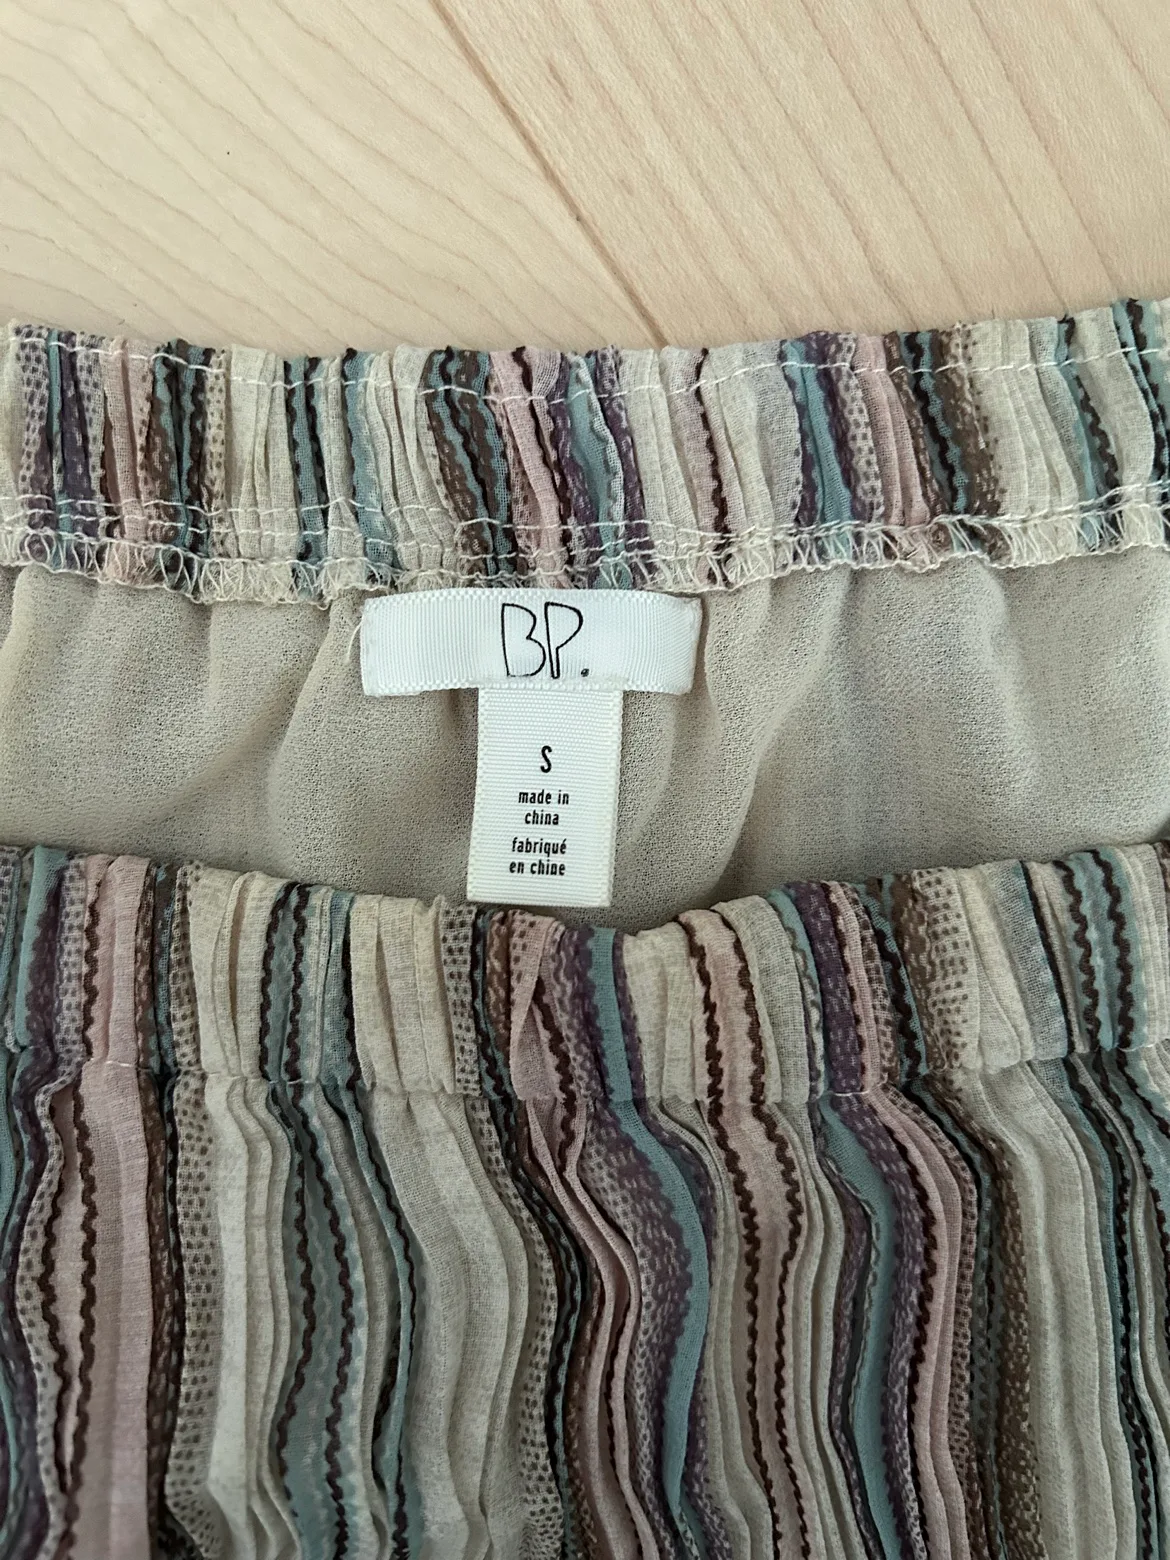 BP.
S
made in
china
fabriqué
en chine